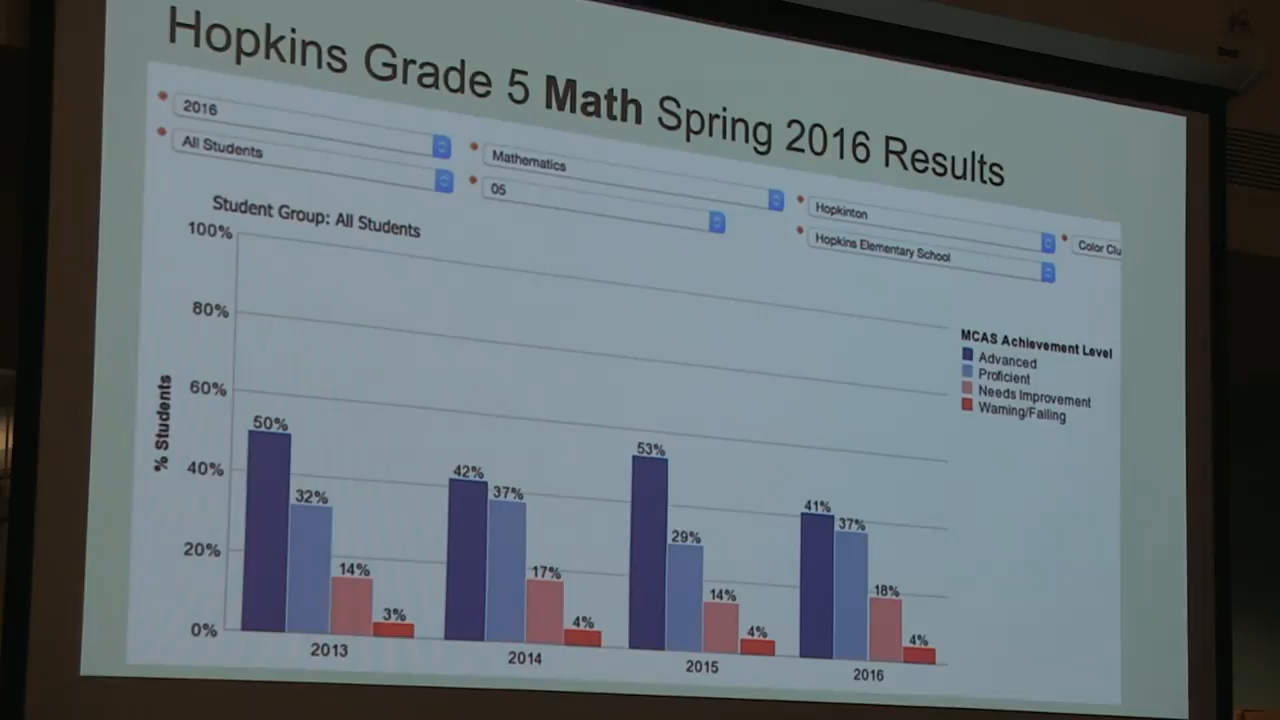 Hopkins Grade 5 Math Spring 2016 Results
2016
Mathematics
Hopkinton
Color Clu
All Students
05
Hopkins Elementary School
Student Group: All Students
100%
80%
60%
40%
20%
0%
% Students
50%
32%
14%
3%
42%
37%
17%
4%
53%
29%
14%
4%
41%
37%
18%
4%
2013
2014
2015
2016
MCAS Achievement Level
Advanced
Proficient
Needs Improvement
Warning/Failing